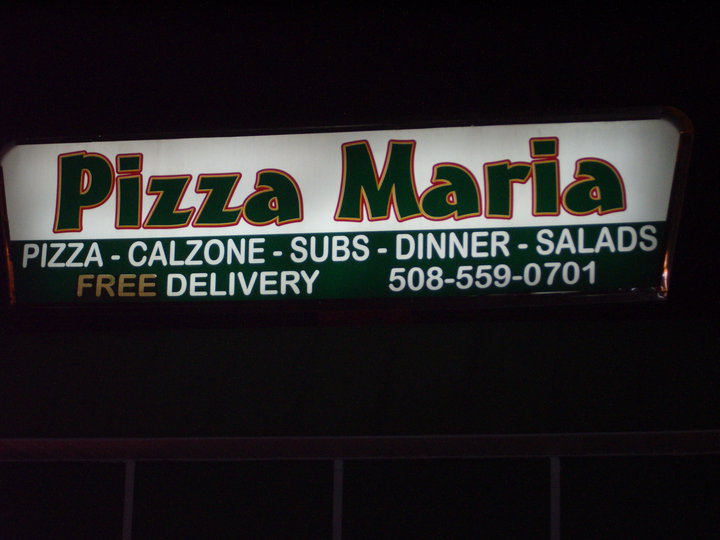 Pizza Maria
PIZZA - CALZONE - SUBS - DINNER - SALADS
FREE DELIVERY 508-559-0701